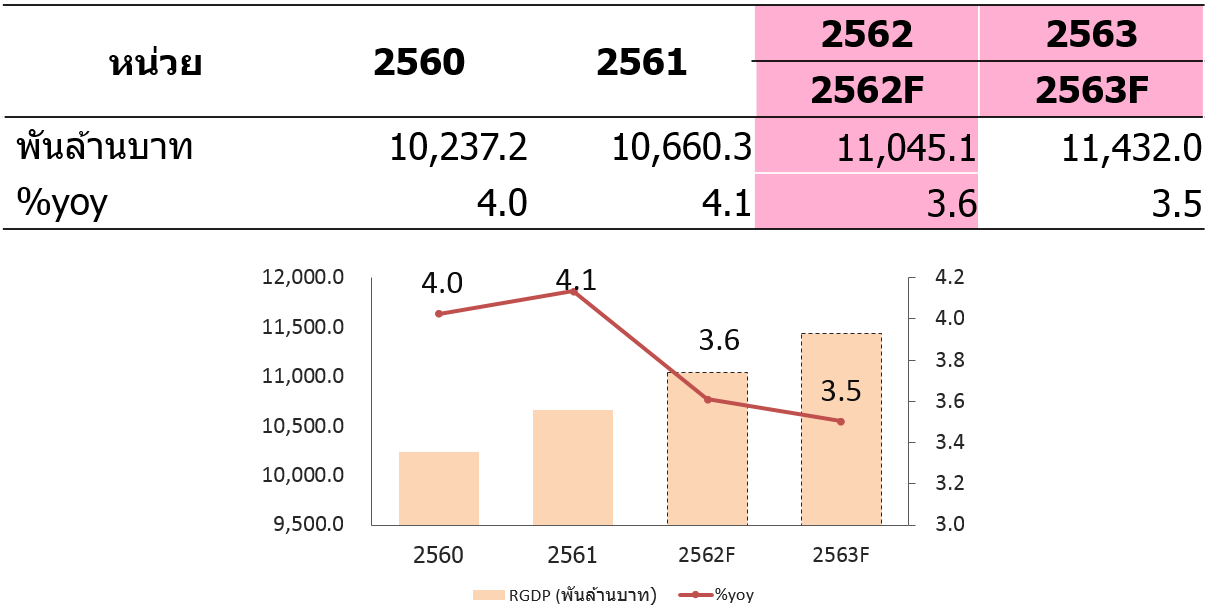 หน่วย 2560 2561 2562 2563
2562F 2563F
พันล้านบาท 10,237.2 10,660.3 11,045.1 11,432.0
%yoy 4.0 4.1 3.6 3.5
12,000.0 4.0 4.1 4.2
11,500.0 3.6 4.0
11,000.0 3.5 3.8
10,500.0 3.6
10,000.0 3.4
9,500.0 3.2
3.0
2560 2561 2562F 2563F
RGDP (พันล้านบาท) %yoy